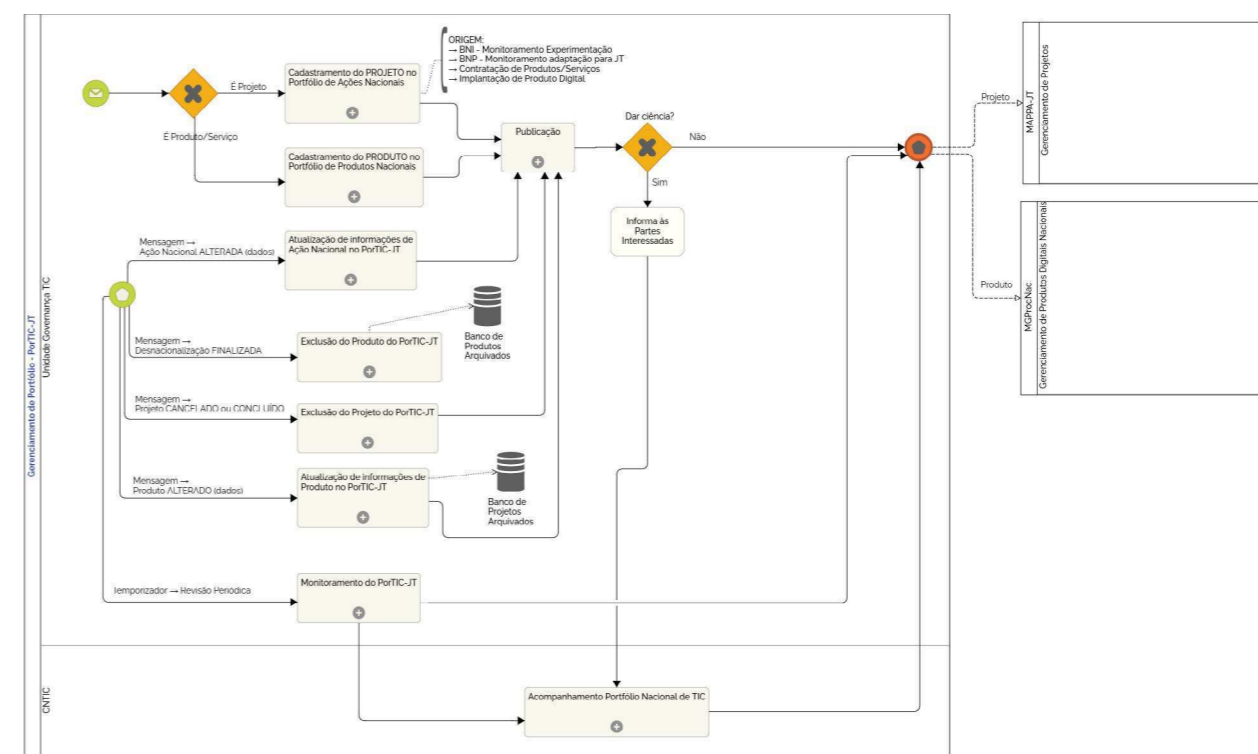 Gerenciamento de Portfólio - PorTIC-JT
Unidade Governança TIC
CNTIC
É Projeto
É Produto/Serviço
Cadastramento do PROJETO no
Portfólio de Ações Nacionais
ORIGEM:
→ BNI - Monitoramento Experimentação
→ BNP - Monitoramento adaptação para JT
→ Contratação de Produtos/Serviços
→ Implantação de Produto Digital
Cadastramento do PRODUTO no
Portfólio de Produtos Nacionais
Publicação
Dar ciência?
Não
Sim
Informa às
Partes
Interessadas
Mensagem →
Ação Nacional ALTERADA (dados)
Atualização de informações de
Ação Nacional no PorTIC-JT
Mensagem →
Desnacionalização FINALIZADA
Exclusão do Produto do PorTIC-JT
Banco de
Produtos
Arquivados
Mensagem →
Projeto CANCELADO ou CONCLUÍDO
Exclusão do Projeto do PorTIC-JT
Mensagem →
Produto ALTERADO (dados)
Atualização de informações de
Produto no PorTIC-JT
Banco de
Projetos
Arquivados
Temporizador → Revisão Periódica
Monitoramento do PorTIC-JT
Acompanhamento Portfólio Nacional de TIC
Projeto
MAPPA-JT
Gerenciamento de Projetos
Produto
MGProcNac
Gerenciamento de Produtos Digitais Nacionais